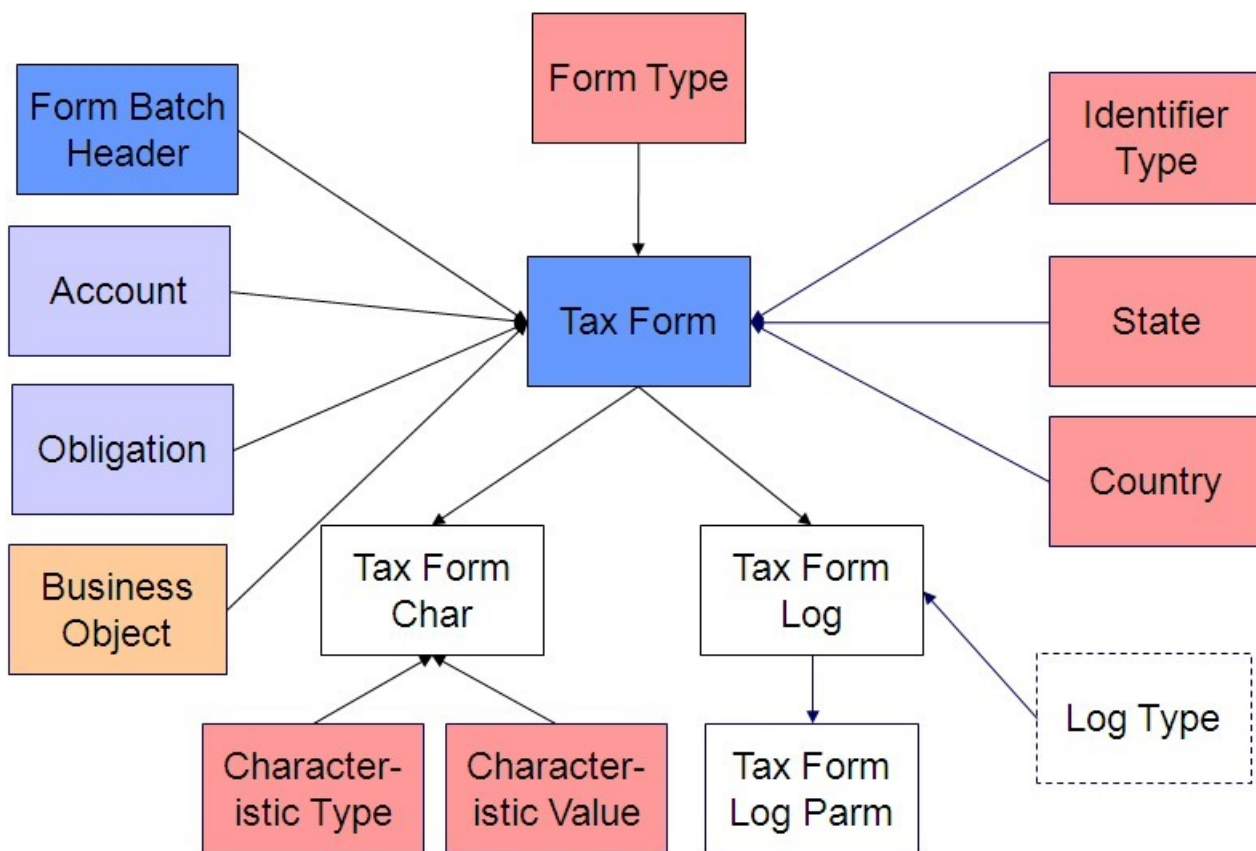 Form Type
Form Batch
Header
Identifier
Type
Account
Tax Form
State
Obligation
Country
Business
Object
Tax Form
Char
Tax Form
Log
Log Type
Character-
istic Type
Character-
istic Value
Tax Form
Log Parm